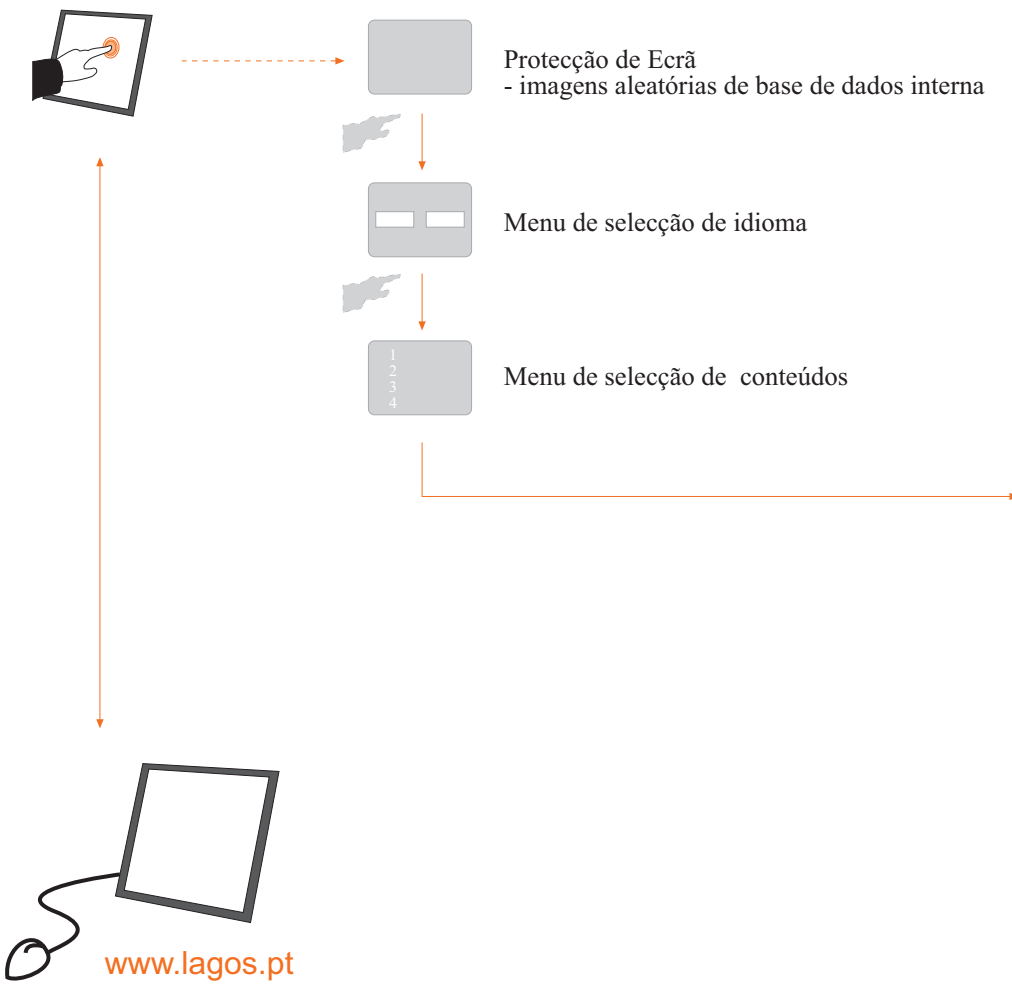 Protecção de Ecrã
- imagens aleatórias de base de dados interna
Menu de selecção de idioma
1
2
3
4
Menu de selecção de  conteúdos
www.lagos.pt